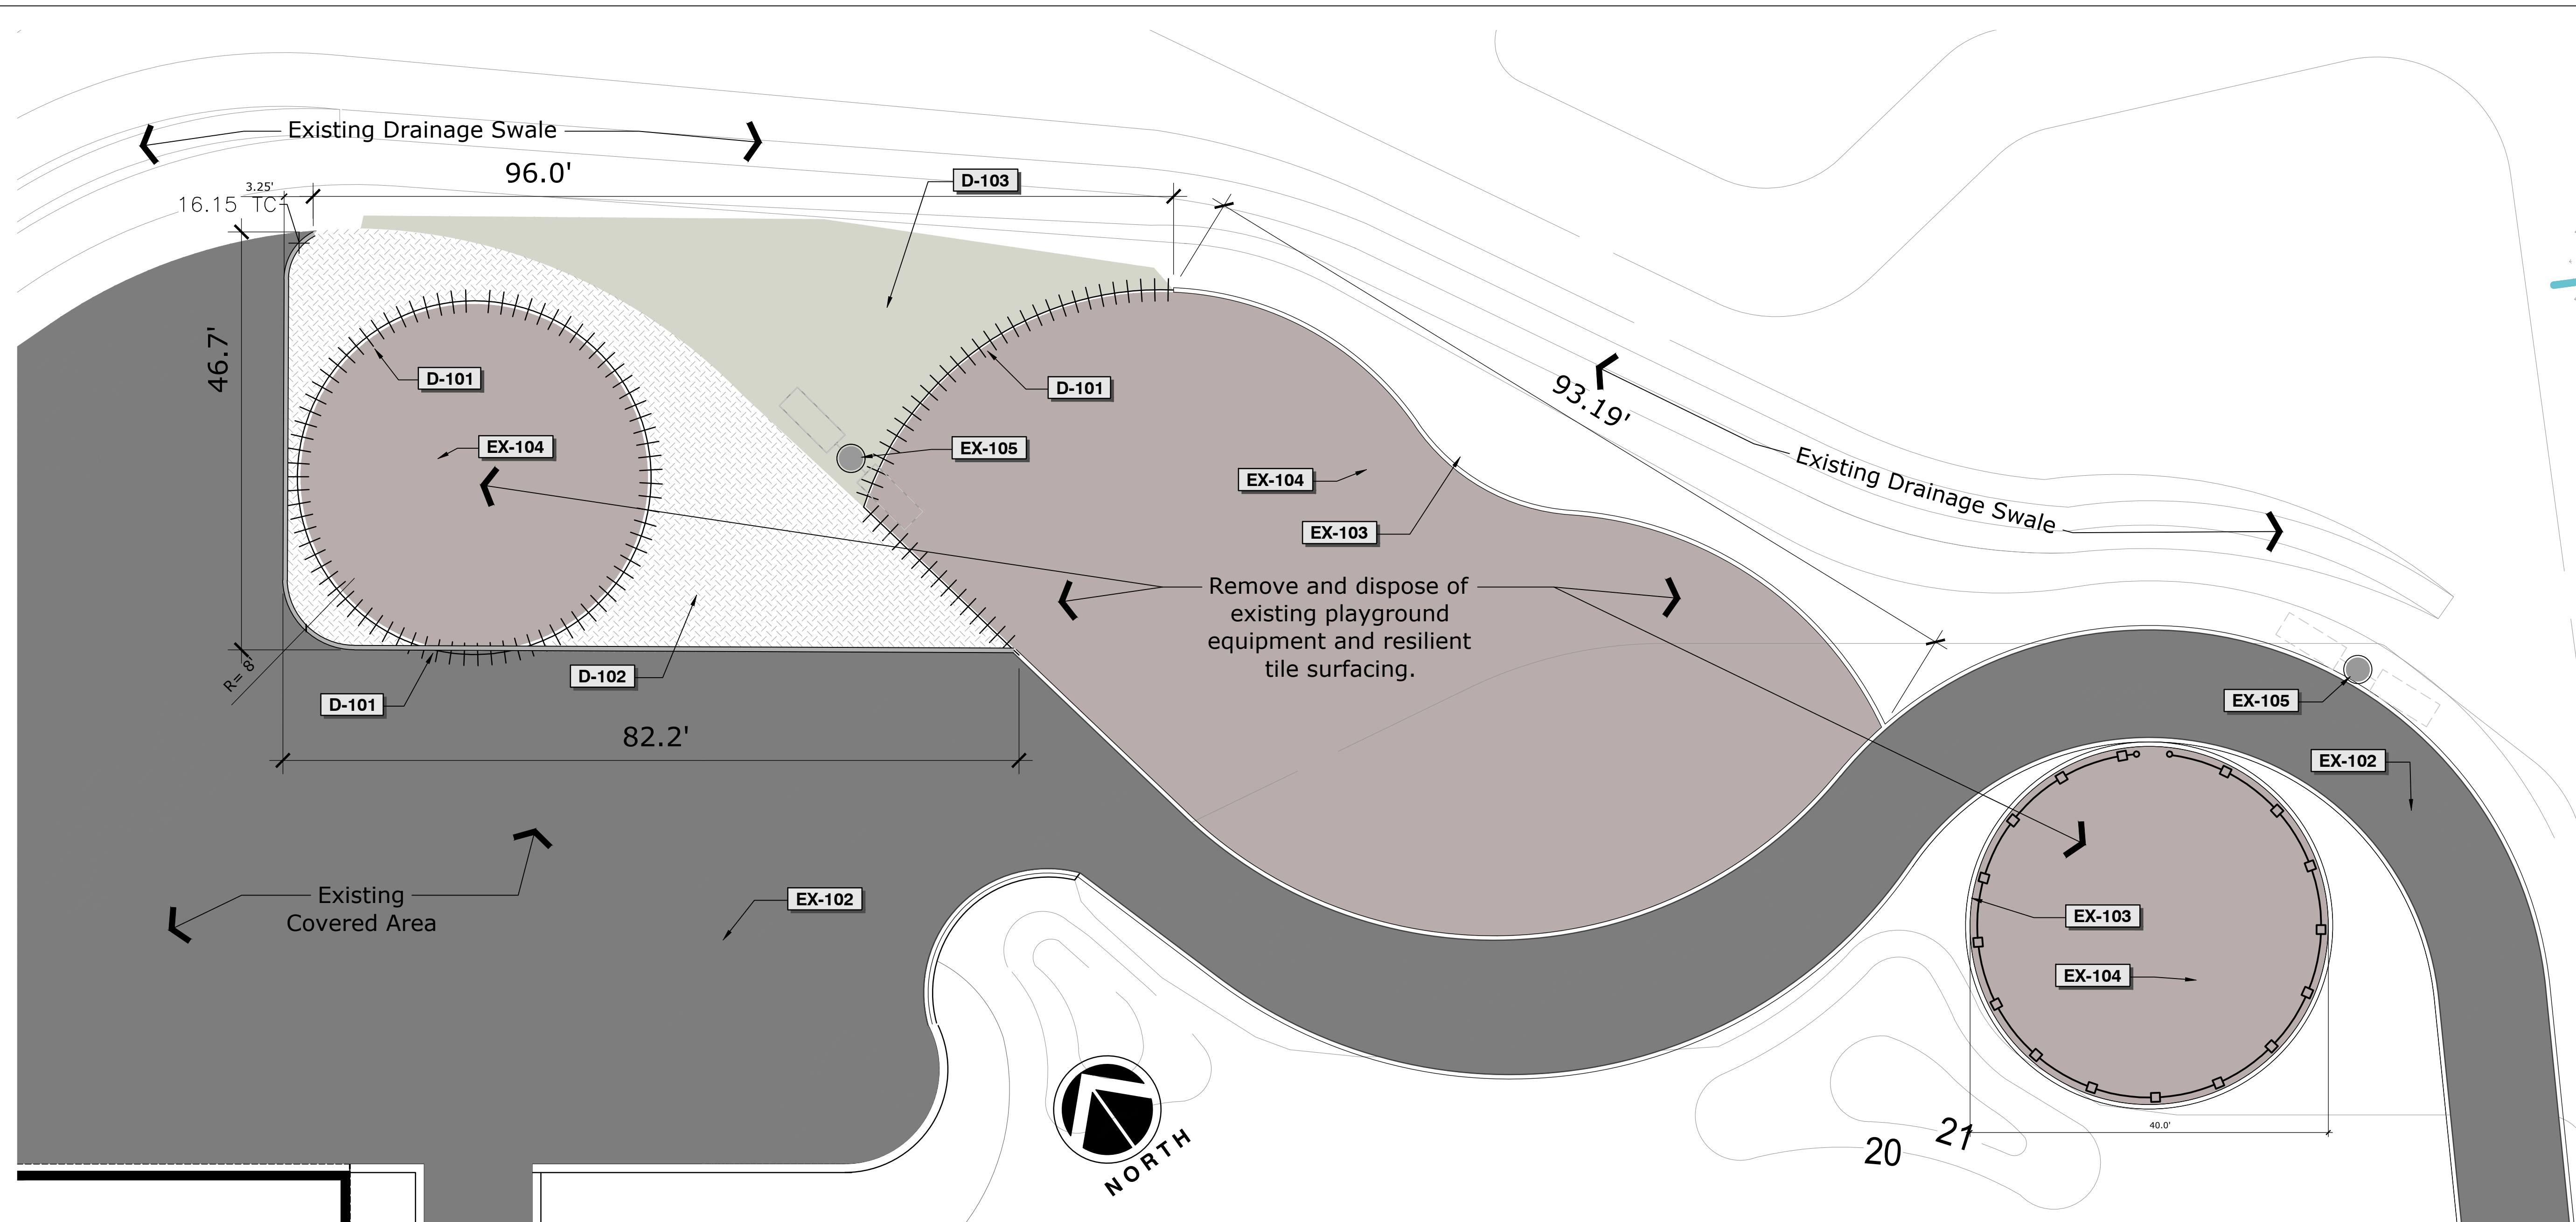 Existing Drainage Swale
96.0'
D-103
3.25'
16.15 TC
46.7'
D-101
D-101
93.19'
EX-104
EX-105
EX-104
Existing Drainage Swale
EX-103
Remove and dispose of
existing playground
equipment and resilient
tile surfacing.
R= 8'
D-102
D-101
EX-105
82.2'
EX-102
Existing
Covered Area
EX-102
EX-103
EX-104
NORTH
21
20
40.0'